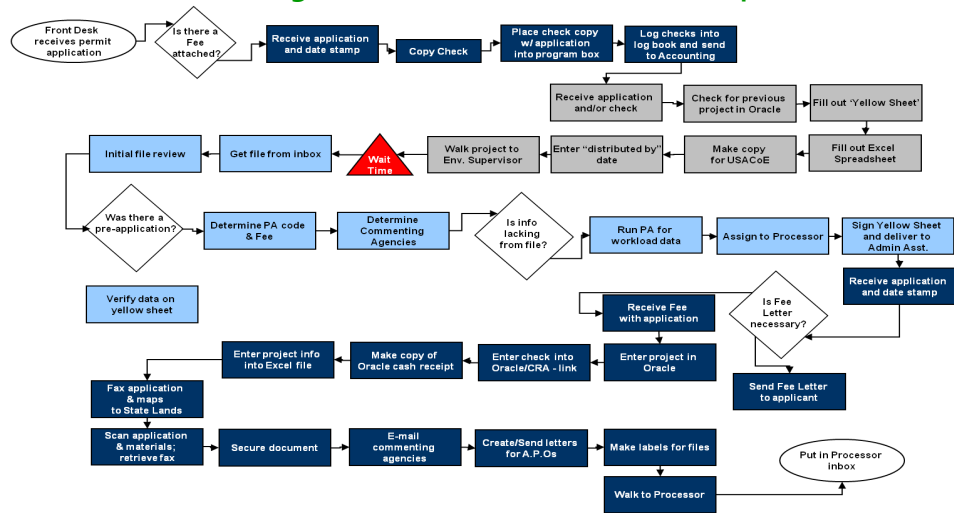 Front Desk
receives permit
application
Is there a
Fee
attached?
Receive application
and date stamp
Copy Check
Place check copy
w/ application
into program box
Log checks into
log book and send
to Accounting
Receive application
and/or check
Check for previous
project in Oracle
Fill out 'Yellow Sheet'
Initial file review
Get file from inbox
Wait
Time
Walk project to
Env. Supervisor
Enter “distributed by”
date
Make copy
for USACoE
Fill out Excel
Spreadsheet
Was there a
pre-application?
Determine PA code
& Fee
Determine
Commenting
Agencies
Is info
lacking
from file?
Run PA for
workload data
Assign to Processor
Sign Yellow Sheet
and deliver to
Admin Asst.
Verify data on
yellow sheet
Receive Fee
with application
Is Fee
Letter
necessary?
Receive application
and date stamp
Enter project info
into Excel file
Make copy of
Oracle cash receipt
Enter check into
Oracle/CRA - link
Enter project in
Oracle
Send Fee Letter
to applicant
Fax application
& maps
to State Lands
Scan application
& materials;
retrieve fax
Secure document
E-mail
commenting
agencies
Create/Send letters
for A.P.Os
Make labels for files
Put in Processor
inbox
Walk to Processor